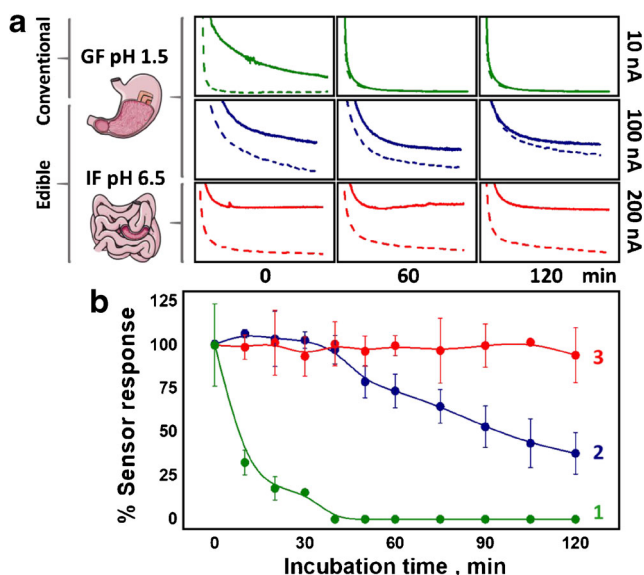 a
Conventional
Edible
GF pH 1.5
IF pH 6.5
10 nA
100 nA
200 nA
0 60 120 min
b
% Sensor response
125
100
75
50
25
0
3
2
1
0 30 60 90 120
Incubation time , min